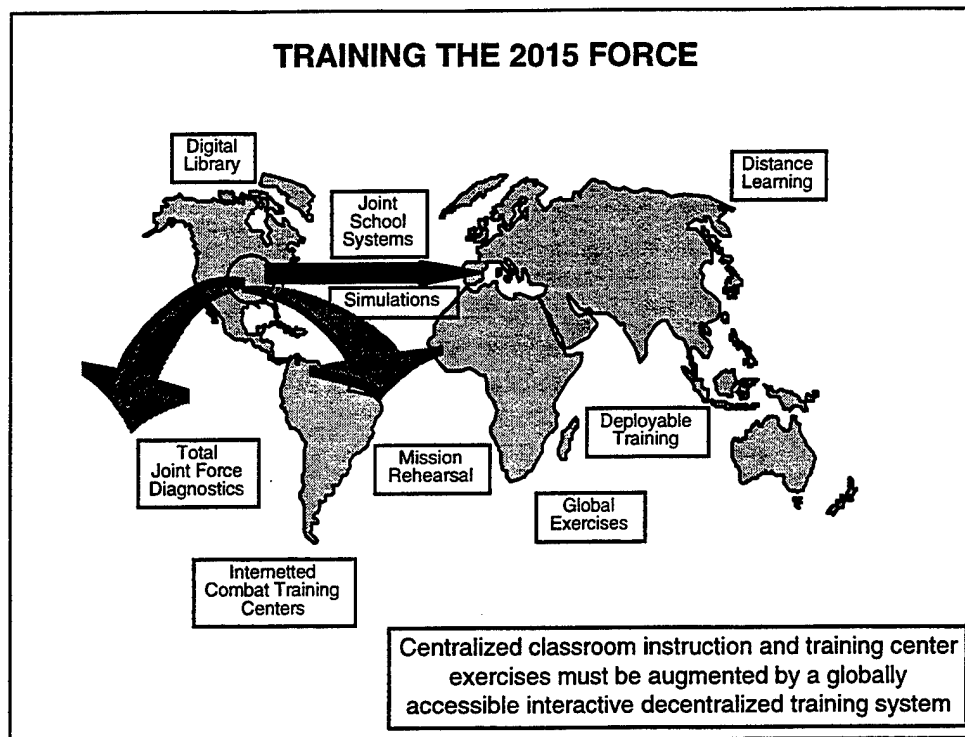 TRAINING THE 2015 FORCE
Digital
Library
Distance
Learning
Joint
School
Systems
Simulations
Deployable
Training
Total
Joint Force
Diagnostics
Mission
Rehearsal
Global
Exercises
Internetted
Combat Training
Centers
Centralized classroom instruction and training center
exercises must be augmented by a globally
accessible interactive decentralized training system